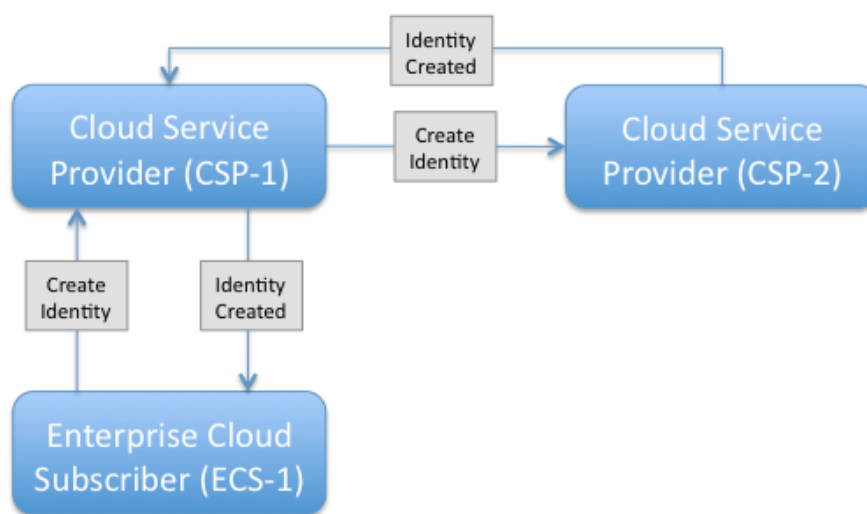 Identity
Created
Cloud Service
Provider (CSP-1)
Create
Identity
Cloud Service
Provider (CSP-2)
Create
Identity
Identity
Created
Enterprise Cloud
Subscriber (ECS-1)